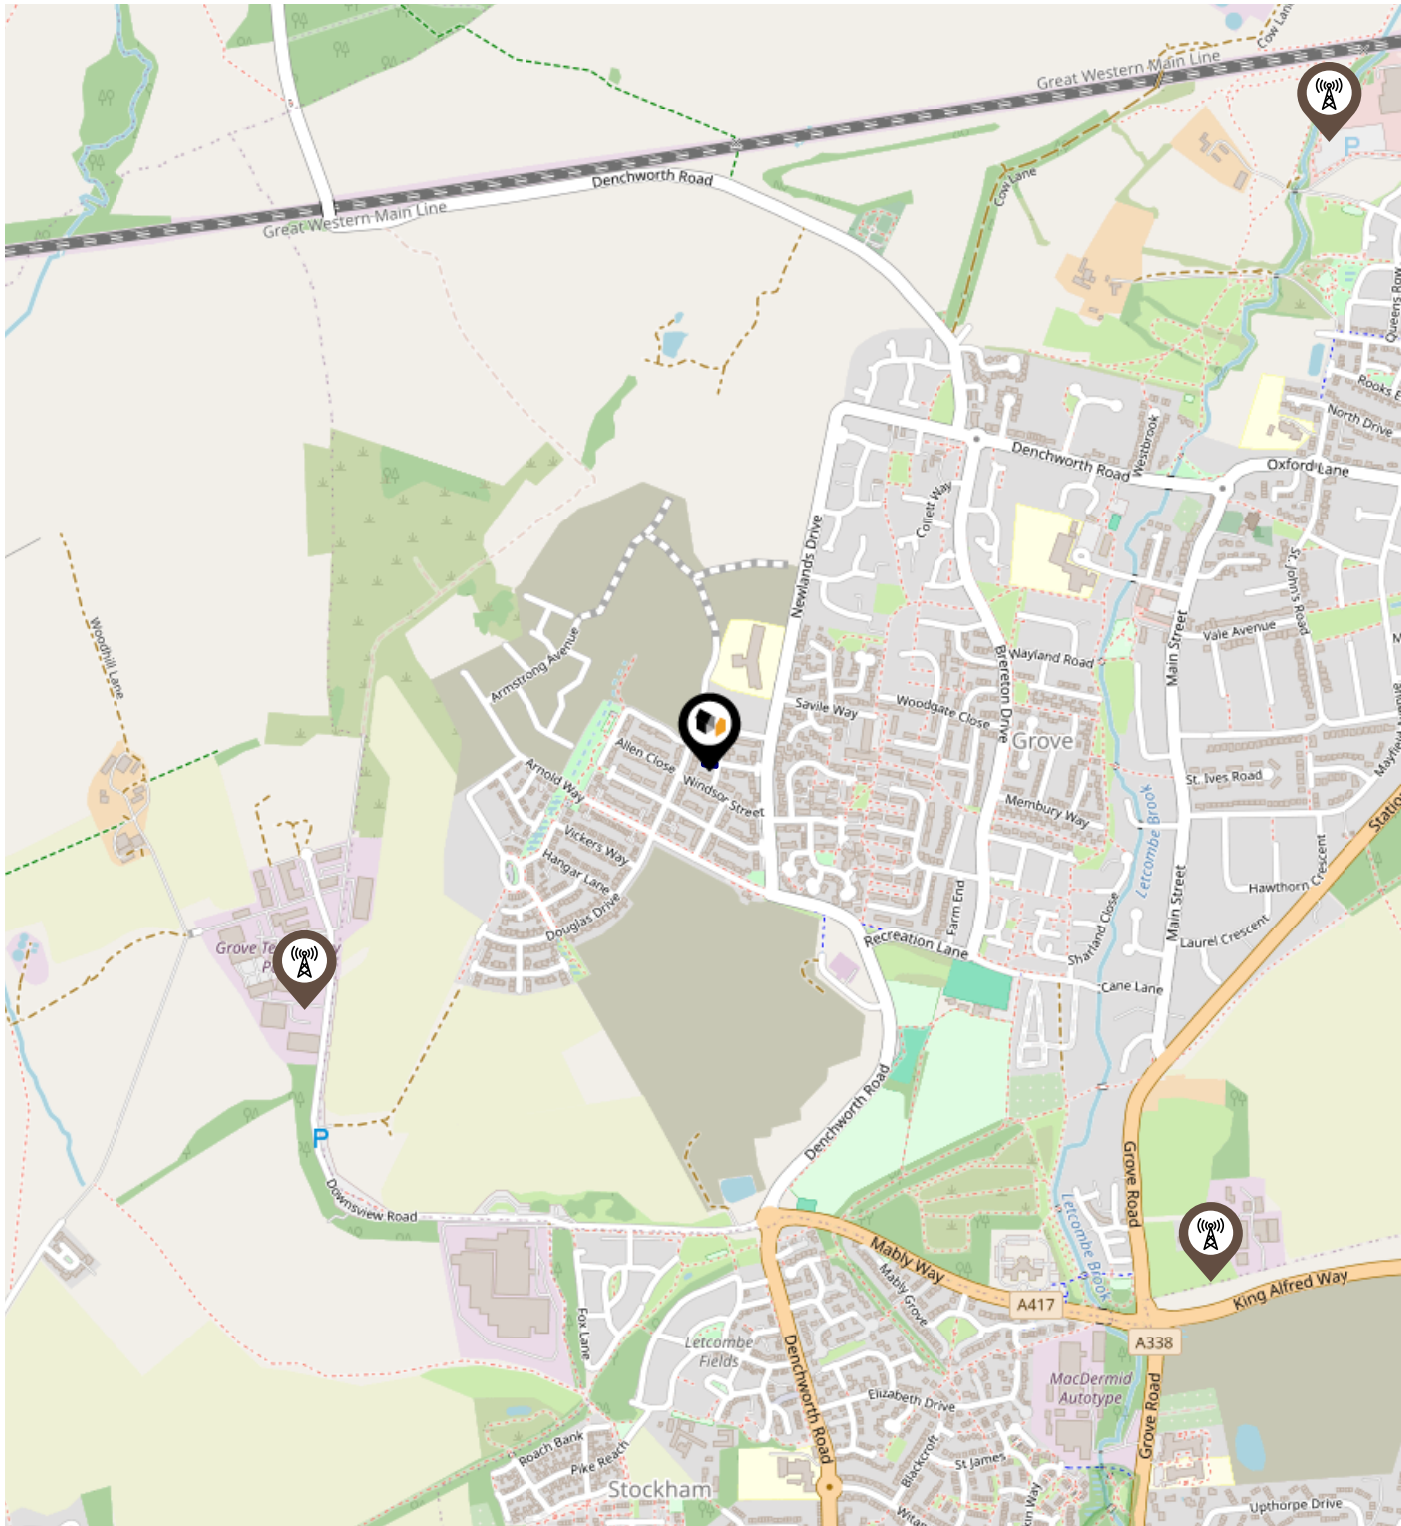 Cow Lane
Great Western Main Line
P
Denchworth Road
Cow Lane
Great Western Main Line
Queens Row
Rooks
North Drive
Westbrook
Denchworth Road
Oxford Lane
Collett Way
Newlands Drive
St. John's Road
Woodhill Lane
Main Street
Vale Avenue
Wayland Road
Armstrong Avenue
Brereton Drive
Savile Way
Woodgate Close
Grove
Mayfield
Allen Close
Arnold Way
Windsor Street
St. Ives Road
Membury Way
Station
Letcombe Brook
Vickers Way
Hangar Lane
Hawthorn Crescent
Douglas Drive
Farm End
Sharland Close
Main Street
Laurel Crescent
Recreation Lane
Cane Lane
Denchworth Road
P
Grove Road
Downsview Road
Letcombe Brook
Mably Way
Mably Grove
King Alfred Way
A417
Fox Lane
Letcombe
Fields
Denchworth Road
A338
MacDermid
Autotype
Elizabeth Drive
Grove Road
Roach Bank
Pike Reach
Blackcroft
St James
Stockham
Upthorpe Drive